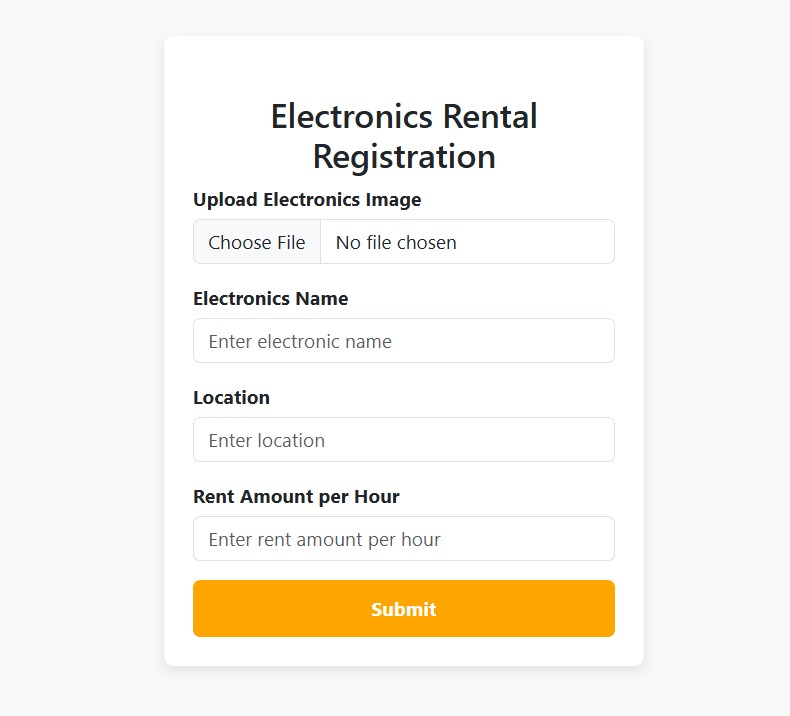 Electronics Rental
Registration
Upload Electronics Image
Choose File No file chosen
Electronics Name
Enter electronic name
Location
Enter location
Rent Amount per Hour
Enter rent amount per hour
Submit